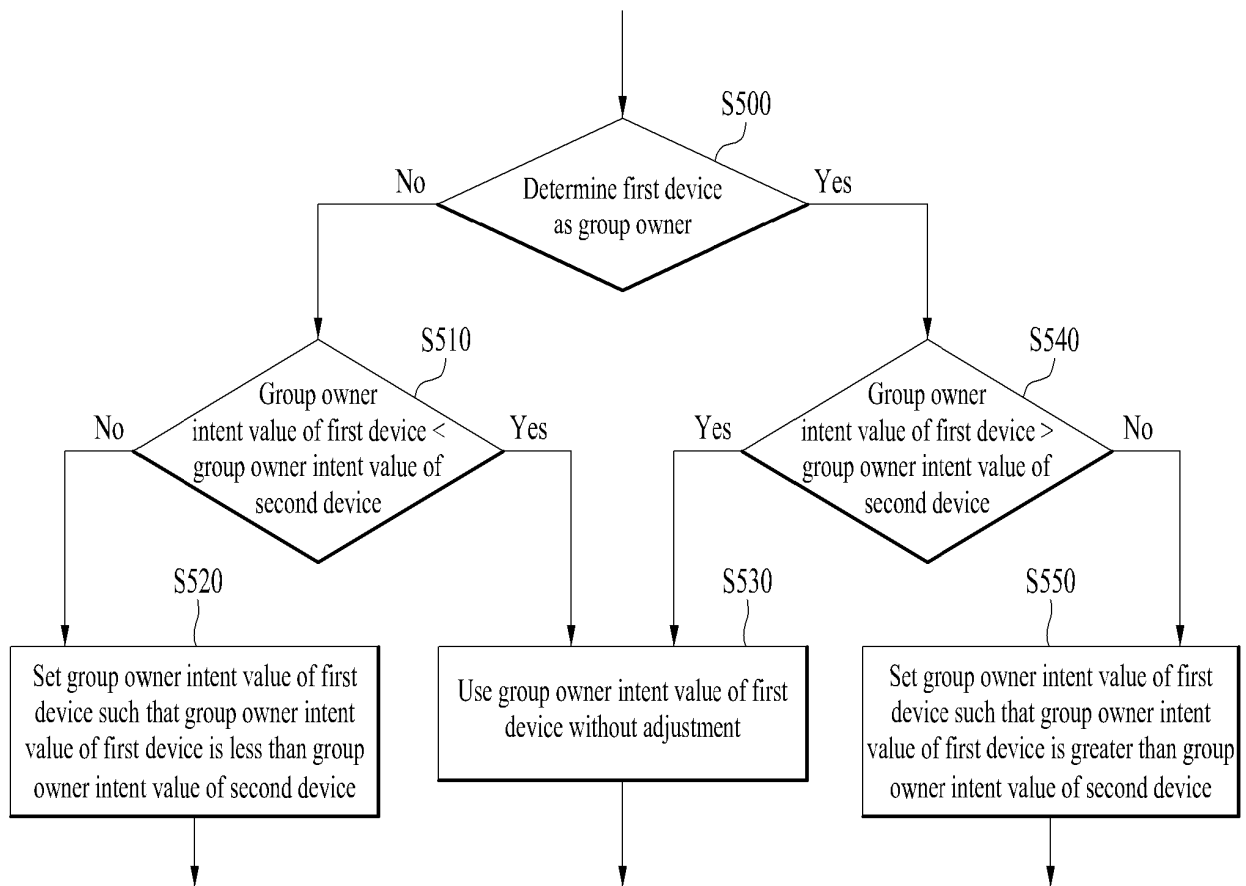 S500
No
Yes
Determine first device
as group owner
S510
S540
Group owner
intent value of first device <
group owner intent value of
second device
No
Yes
Group owner
intent value of first device >
group owner intent value of
second device
Yes
No
S520
S530
S550
Set group owner intent value of first
device such that group owner intent
value of first device is less than group
owner intent value of second device
Use group owner intent value of first
device without adjustment
Set group owner intent value of first
device such that group owner intent
value of first device is greater than group
owner intent value of second device